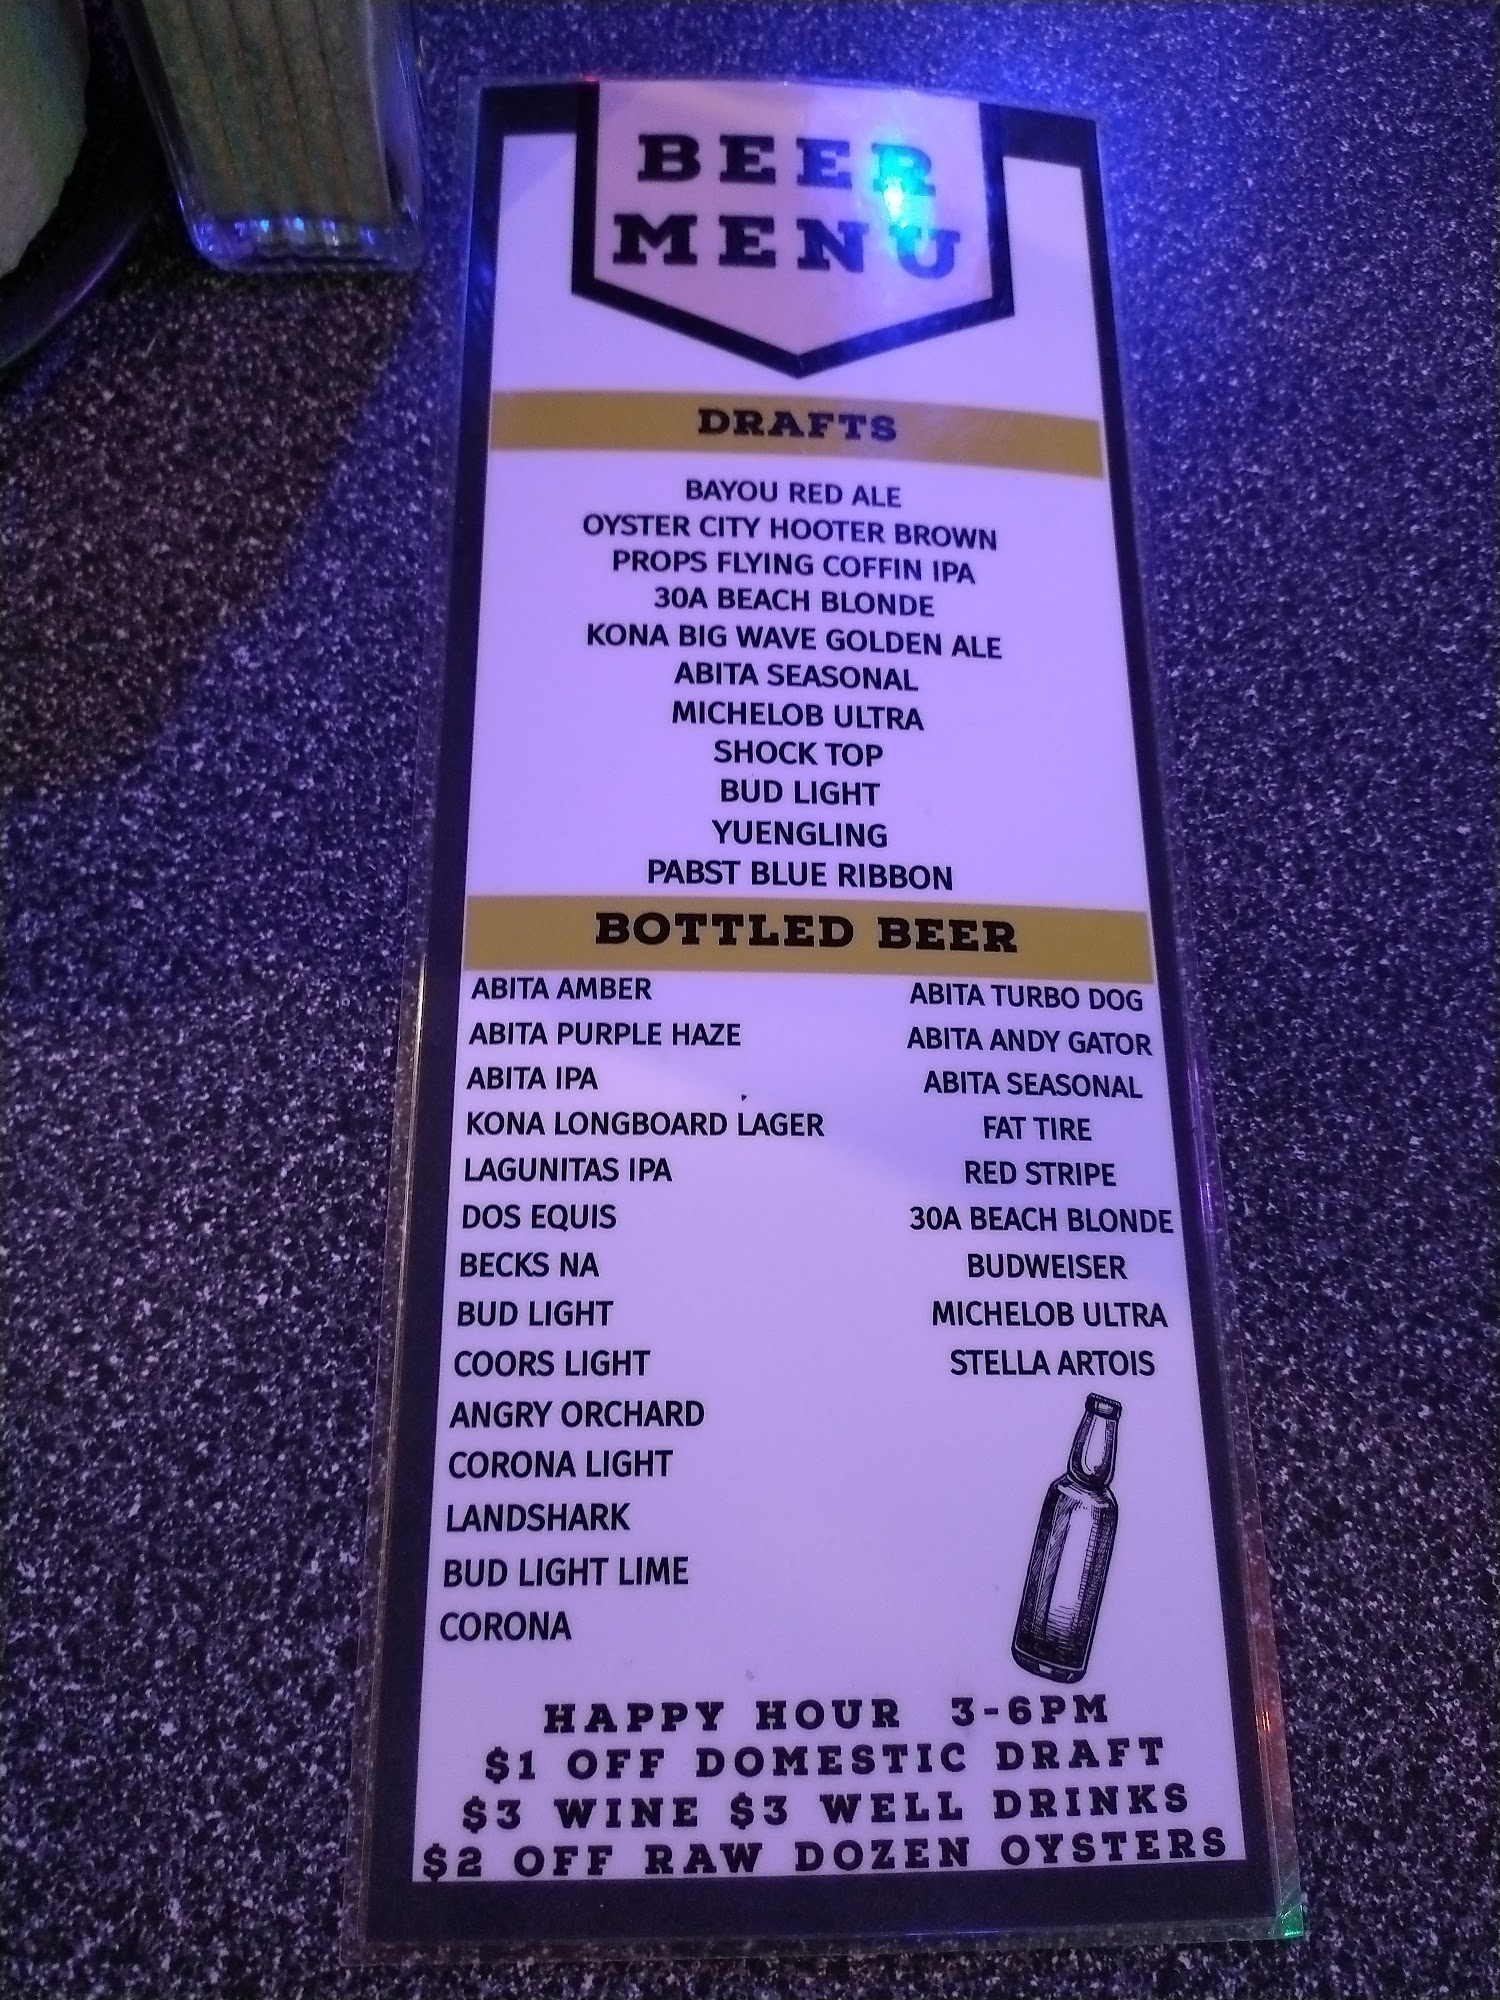 BEER
MENU
DRAFTS
BAYOU RED ALE
OYSTER CITY HOOTER BROWN
PROPS FLYING COFFIN IPA
30A BEACH BLONDE
KONA BIG WAVE GOLDEN ALE
ABITA SEASONAL
MICHELOB ULTRA
SHOCK TOP
BUD LIGHT
YUENGLING
PABST BLUE RIBBON
BOTTLED BEER
ABITA AMBER
ABITA PURPLE HAZE
ABITA IPA
KONA LONGBOARD LAGER
LAGUNITAS IPA
DOS EQUIS
BECKS NA
BUD LIGHT
COORS LIGHT
ANGRY ORCHARD
CORONA LIGHT
LANDSHARK
BUD LIGHT LIME
CORONA
ABITA TURBO DOG
ABITA ANDY GATOR
ABITA SEASONAL
FAT TIRE
RED STRIPE
30A BEACH BLONDE
BUDWEISER
MICHELOB ULTRA
STELLA ARTOIS
HAPPY HOUR 3-6PM
$1 OFF DOMESTIC DRAFT
$3 WINE $3 WELL DRINKS
$2 OFF RAW DOZEN OYSTERS